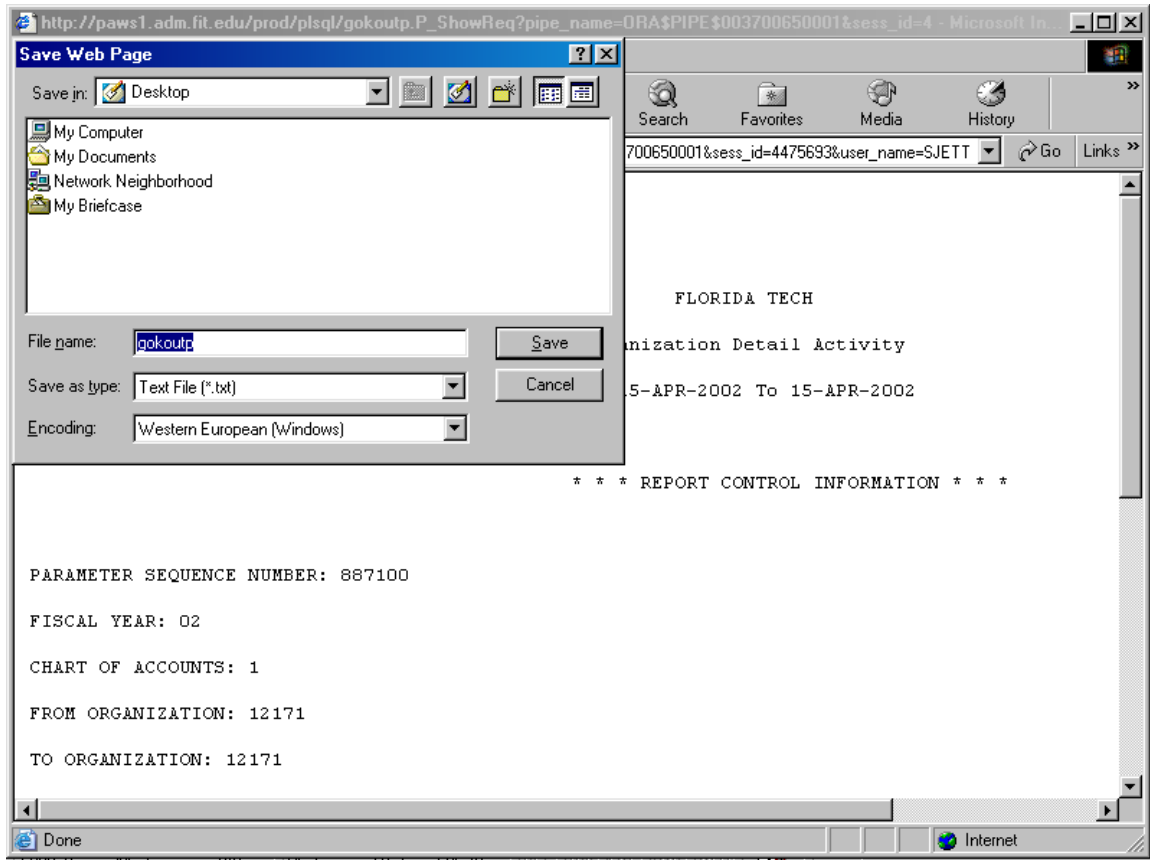 http://paws1.adm.fit.edu/prod/plsql/gokoutp.P_ShowReq?pipe_name=ORA$PIPE$003700650001&sess_id=4 - Microsoft In...
Save Web Page
Save in: Desktop
My Computer
My Documents
Network Neighborhood
My Briefcase
File name: gokoutp
Save
Save as type: Text File (*.txt)
Cancel
Encoding: Western European (Windows)
Search Favorites Media History
700650001&sess_id=4475693&user_name=SJETT Go Links
FLORIDA TECH
nization Detail Activity
5-APR-2002 To 15-APR-2002
* * * REPORT CONTROL INFORMATION * * *
PARAMETER SEQUENCE NUMBER: 887100
FISCAL YEAR: 02
CHART OF ACCOUNTS: 1
FROM ORGANIZATION: 12171
TO ORGANIZATION: 12171
Done Internet